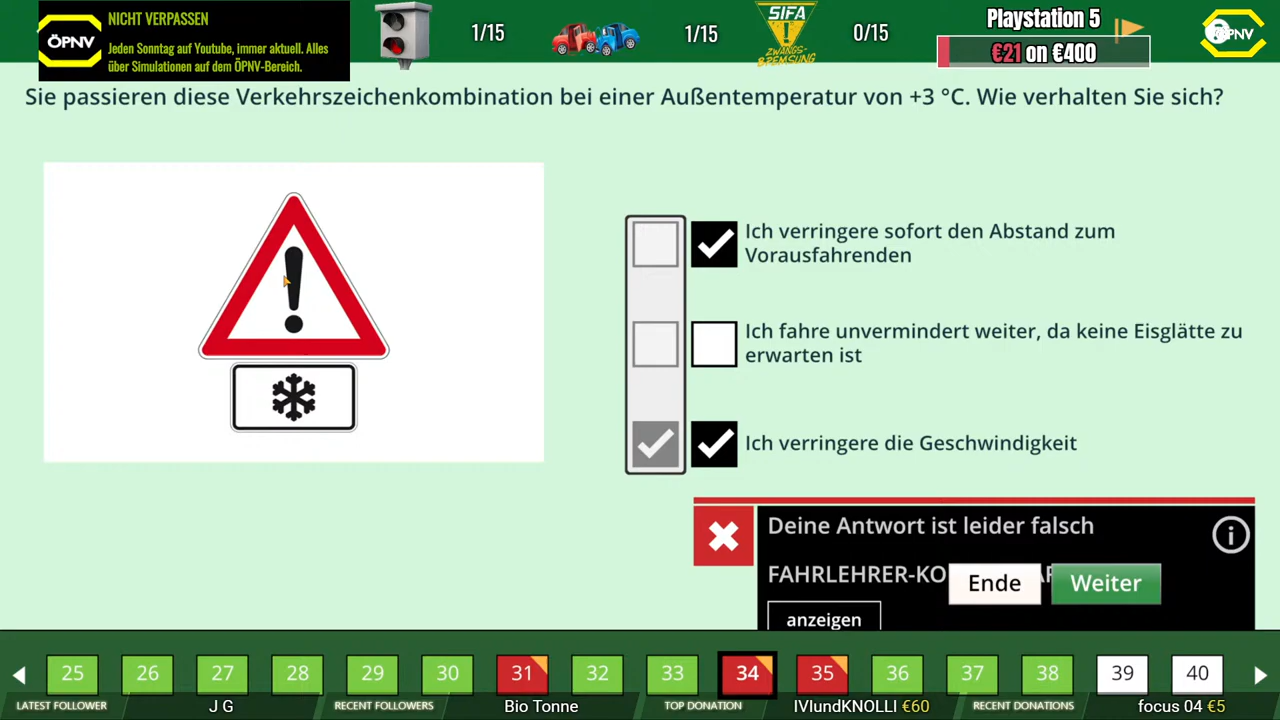 NICHT VERPASSEN
ÖPNV
Jeden Sonntag auf Youtube, immer aktuell. Alles
über Simulationen auf dem ÖPNV-Bereich.
1/15
1/15
SIFA
ZWANGS-
BREMSUNG
0/15
Playstation 5
€21 on €400
ÖPNV
Sie passieren diese Verkehrszeichenkombination bei einer Außentemperatur von +3 °C. Wie verhalten Sie sich?
Ich verringere sofort den Abstand zum
Vorausfahrenden
Ich fahre unvermindert weiter, da keine Eisglätte zu
erwarten ist
Ich verringere die Geschwindigkeit
Deine Antwort ist leider falsch
Ende
Weiter
anzeigen
25 26 27 28 29 30 31 32 33 34 35 36 37 38 39 40
LATEST FOLLOWER J G RECENT FOLLOWERS Bio Tonne TOP DONATION IVIundKNOLLI €60 RECENT DONATIONS focus 04 €5